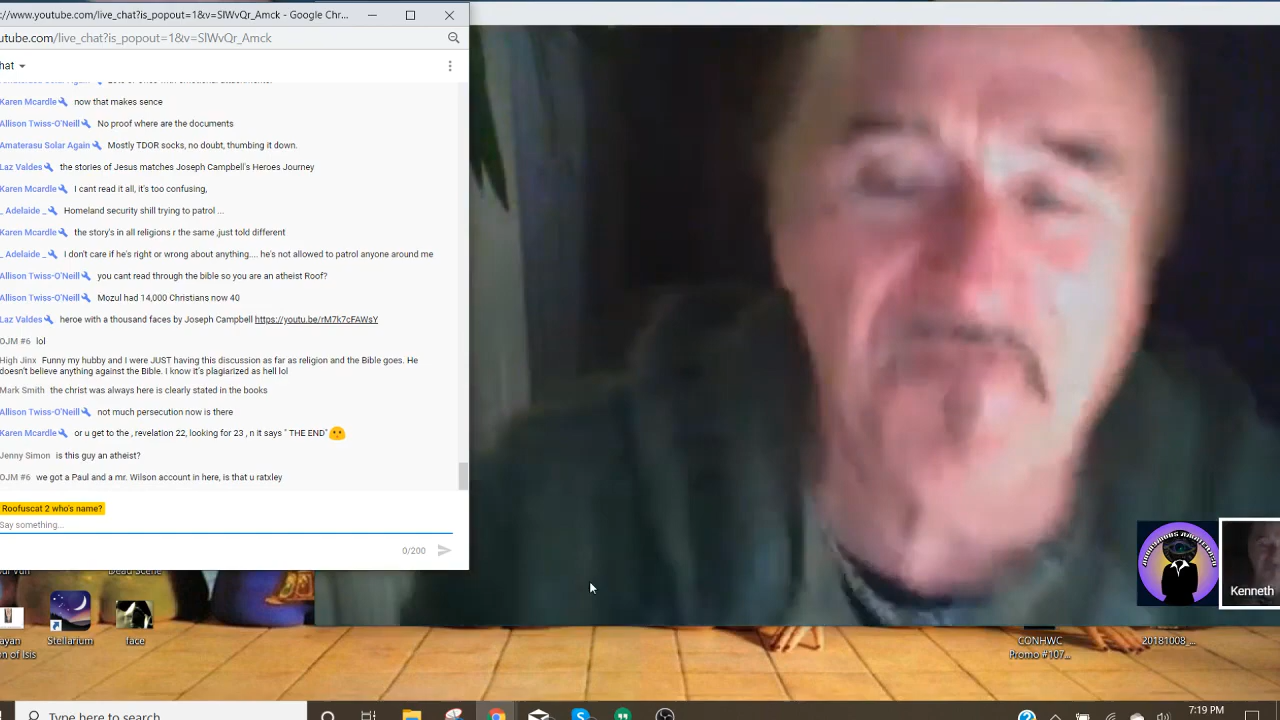 ://www.youtube.com/live_chat?is_popout=1&v=SlWvQr_Amck - Google Chr...
utube.com/live_chat?is_popout=1&v=SlWvQr_Amck
hat
Karen Mcardle now that makes sence
Allison Twiss-O'Neill No proof where are the documents
Amaterasu Solar Again Mostly TDOR socks, no doubt, thumbing it down.
Laz Valdes the stories of Jesus matches Joseph Campbell's Heroes Journey
Karen Mcardle I cant read it all, it's too confusing,
_ Adelaide _ Homeland security shill trying to patrol ...
Karen Mcardle the story's in all religions r the same ,just told different
_ Adelaide _ I don't care if he's right or wrong about anything.... he's not allowed to patrol anyone around me
Allison Twiss-O'Neill you cant read through the bible so you are an atheist Roof?
Allison Twiss-O'Neill Mozul had 14,000 Christians now 40
Laz Valdes heroe with a thousand faces by Joseph Campbell https://youtu.be/rM7k7cFAWsY
OJM #6 lol
High Jinx Funny my hubby and I were JUST having this discussion as far as religion and the Bible goes. He
doesn't believe anything against the Bible. I know it's plagiarized as hell lol
Mark Smith the christ was always here is clearly stated in the books
Allison Twiss-O'Neill not much persecution now is there
Karen Mcardle or u get to the , revelation 22, looking for 23 , n it says " THE END"
Jenny Simon is this guy an atheist?
OJM #6 we got a Paul and a mr. Wilson account in here, is that u ratxley
Roofuscat 2 who's name?
Say something...
0/200
Dead Scene
Kenneth
ayan
on of Isis
Stellarium
face
CONHWC
Promo #107...
20181008_...
Type here to search
7:19 PM